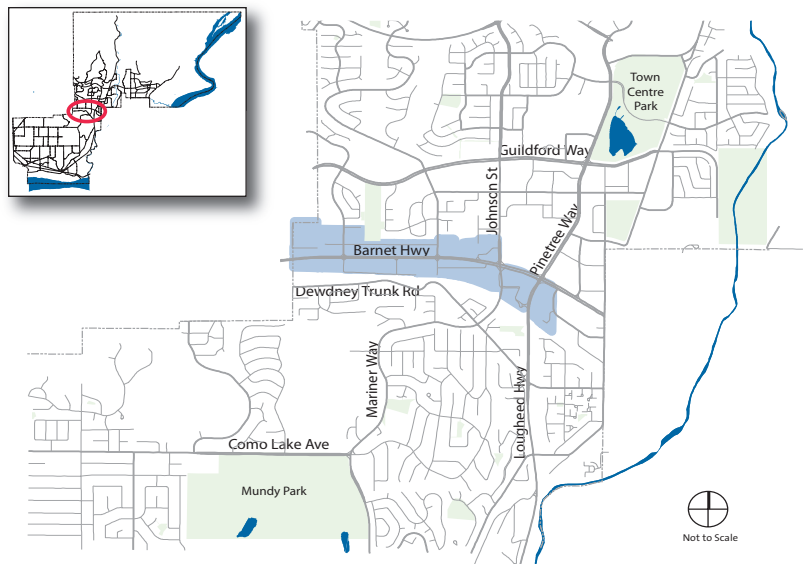 Town
Centre
Park
Guildford Way
Johnson St
Pinetree Way
Barnet Hwy
Dewdney Trunk Rd
Mariner Way
Lougheed Hwy
Como Lake Ave
Mundy Park
Not to Scale